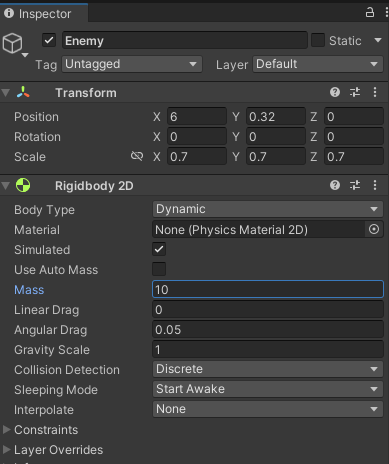 Inspector
Enemy Static
Tag Untagged Layer Default
Transform
Position X 6 Y 0.32 Z 0
Rotation X 0 Y 0 Z 0
Scale X 0.7 Y 0.7 Z 0.7
Rigidbody 2D
Body Type Dynamic
Material None (Physics Material 2D)
Simulated
Use Auto Mass
Mass 10
Linear Drag 0
Angular Drag 0.05
Gravity Scale 1
Collision Detection Discrete
Sleeping Mode Start Awake
Interpolate None
Constraints
Layer Overrides